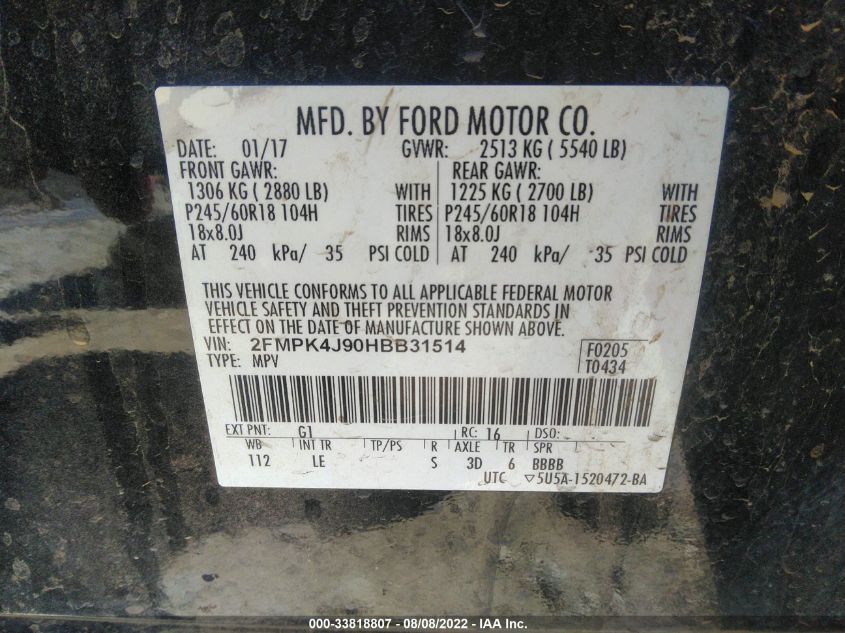 MFD. BY FORD MOTOR CO.
DATE: 01/17 GVWR: 2513 KG ( 5540 LB)
FRONT GAWR: REAR GAWR:
1306 KG ( 2880 LB) WITH 1225 KG ( 2700 LB) WITH
P245/60R18 104H TIRES P245/60R18 104H TIRES
18x8.0J RIMS 18x8.0J RIMS
AT 240 kPa/ 35 PSI COLD AT 240 kPa/ 35 PSI COLD
THIS VEHICLE CONFORMS TO ALL APPLICABLE FEDERAL MOTOR
VEHICLE SAFETY AND THEFT PREVENTION STANDARDS IN
EFFECT ON THE DATE OF MANUFACTURE SHOWN ABOVE.
VIN: 2FMPK4J90HBB31514 F0205
TYPE: MPV T0434
EXT PNT: G1 RC: 16 DSO:
WB INT TR TP/PS R AXLE TR SPR
112 LE S 3D 6 BBBB
UTC ▽5U5A-1520472-BA
000-33818807 - 08/08/2022 - IAA Inc.